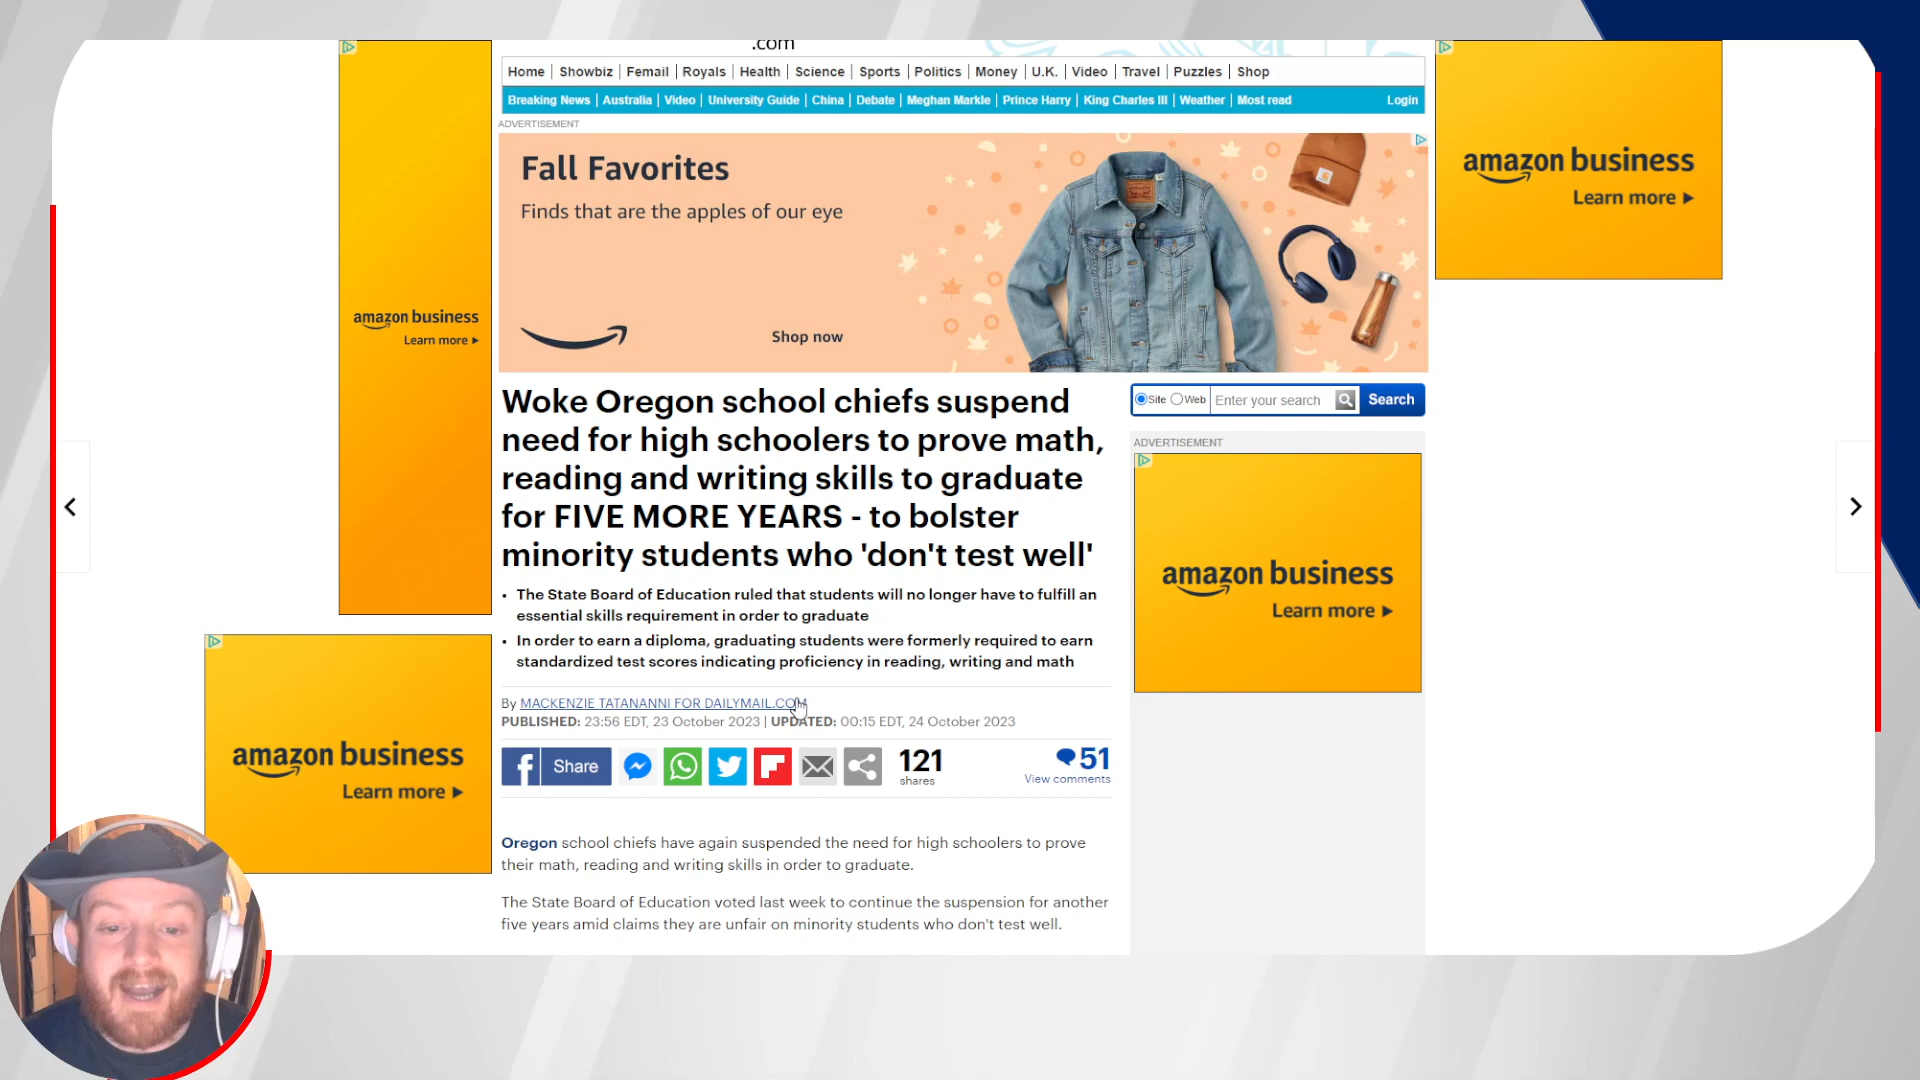 .com
Home | Showbiz | Femail | Royals | Health | Science | Sports | Politics | Money | U.K. | Video | Travel | Puzzles | Shop
Breaking News | Australia | Video | University Guide | China | Debate | Meghan Markle | Prince Harry | King Charles III | Weather | Most read
Login
ADVERTISEMENT
Fall Favorites
Finds that are the apples of our eye
Shop now
amazon business
Learn more
amazon business
Learn more
Woke Oregon school chiefs suspend
need for high schoolers to prove math,
reading and writing skills to graduate
for FIVE MORE YEARS - to bolster
minority students who 'don't test well'
Site Web Enter your search Search
ADVERTISEMENT
amazon business
Learn more
• The State Board of Education ruled that students will no longer have to fulfill an
essential skills requirement in order to graduate
• In order to earn a diploma, graduating students were formerly required to earn
standardized test scores indicating proficiency in reading, writing and math
By MACKENZIE TATANANNI FOR DAILYMAIL.COM
PUBLISHED: 23:56 EDT, 23 October 2023 | UPDATED: 00:15 EDT, 24 October 2023
Share
121
shares
51
View comments
amazon business
Learn more
Oregon school chiefs have again suspended the need for high schoolers to prove
their math, reading and writing skills in order to graduate.
The State Board of Education voted last week to continue the suspension for another
five years amid claims they are unfair on minority students who don't test well.